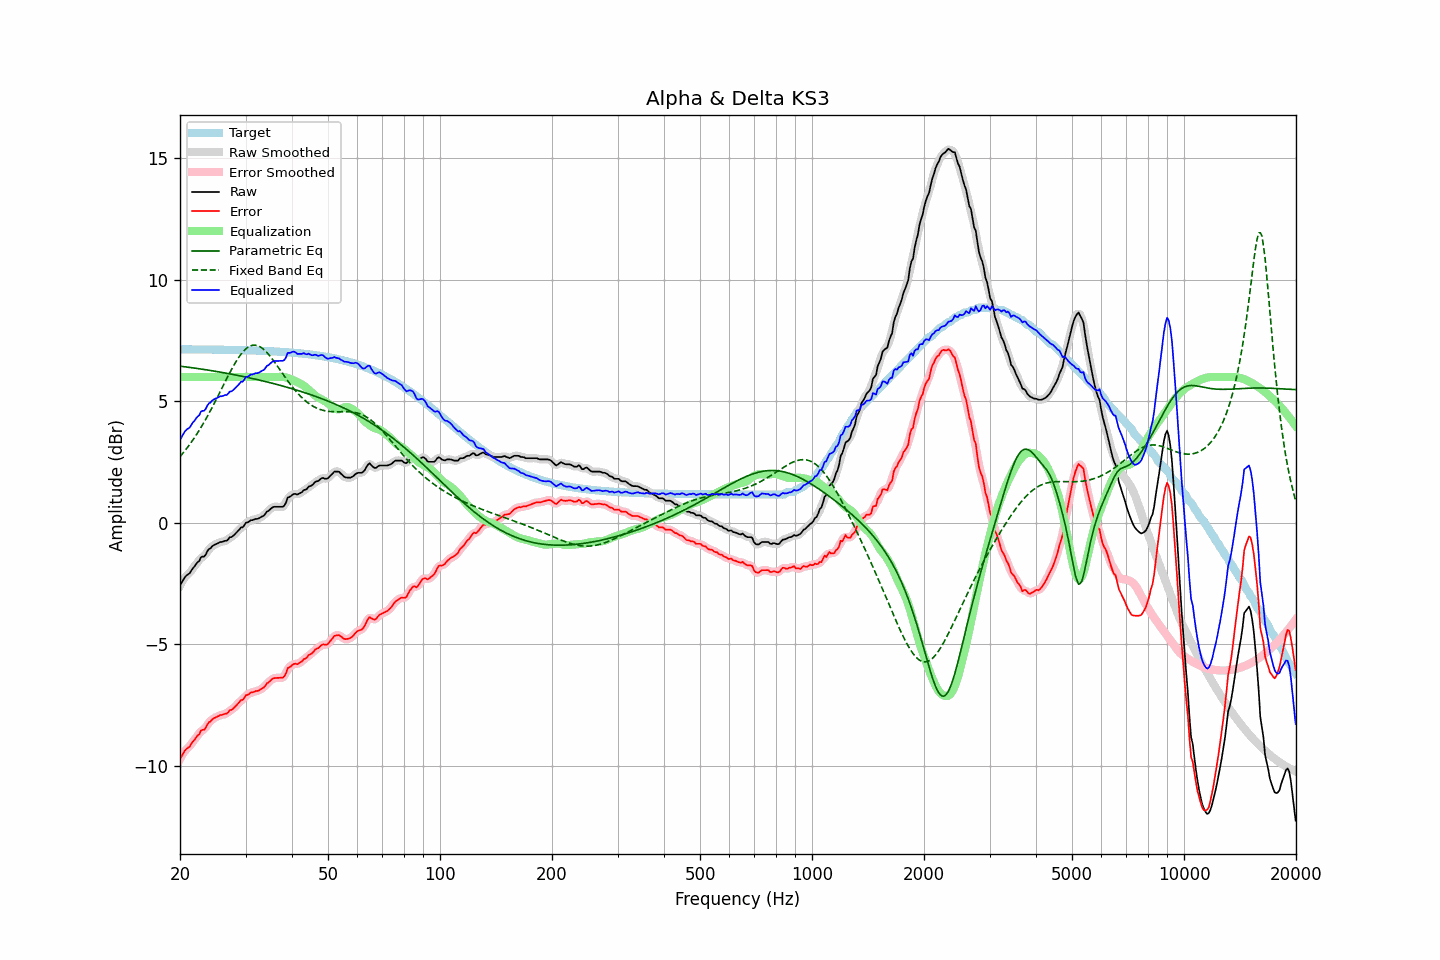 Alpha & Delta KS3
Target
Raw Smoothed
Error Smoothed
Raw
Error
Equalization
Parametric Eq
Fixed Band Eq
Equalized
15
10
5
0
−5
−10
Amplitude (dBr)
20
50
100
200
500
1000
2000
5000
10000
20000
Frequency (Hz)